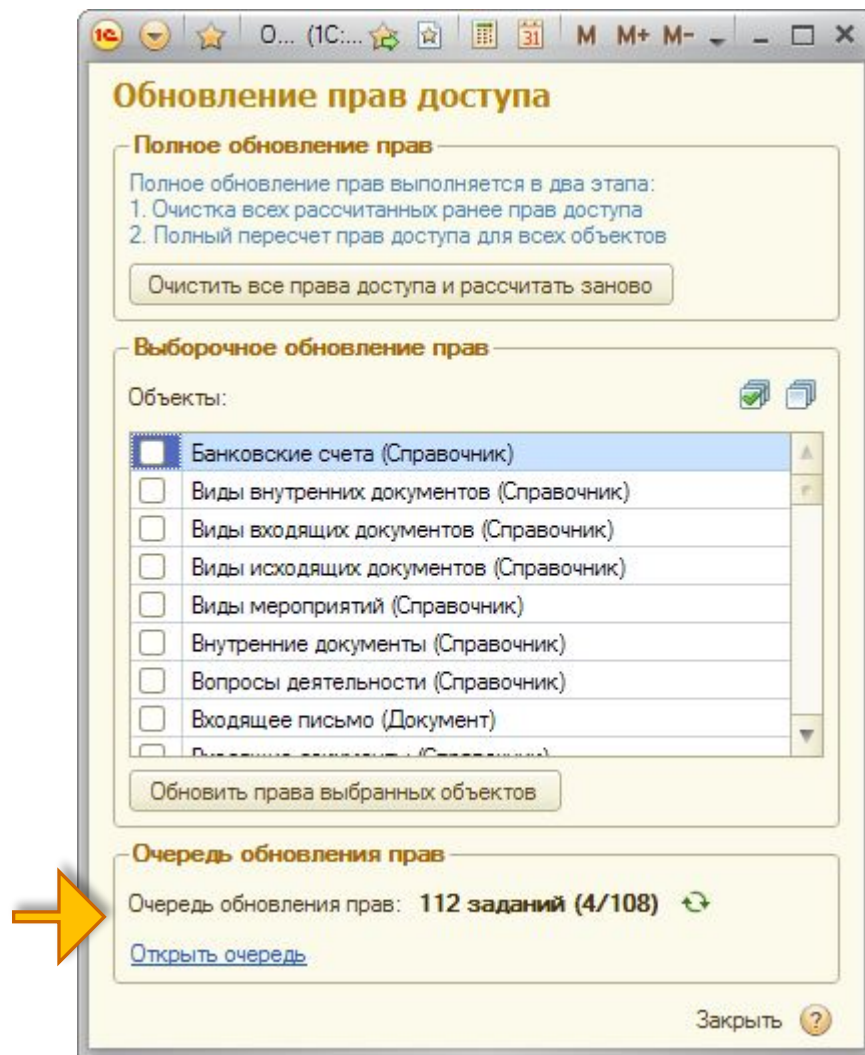 1С О... (1С:... 31 M M+ M-
Обновление прав доступа
Полное обновление прав
Полное обновление прав выполняется в два этапа:
1. Очистка всех рассчитанных ранее прав доступа
2. Полный пересчет прав доступа для всех объектов
Очистить все права доступа и рассчитать заново
Выборочное обновление прав
Объекты:
Банковские счета (Справочник)
Виды внутренних документов (Справочник)
Виды входящих документов (Справочник)
Виды исходящих документов (Справочник)
Виды мероприятий (Справочник)
Внутренние документы (Справочник)
Вопросы деятельности (Справочник)
Входящее письмо (Документ)
Обновить права выбранных объектов
Очередь обновления прав
Очередь обновления прав: 112 заданий (4/108)
Открыть очередь
Закрыть ?